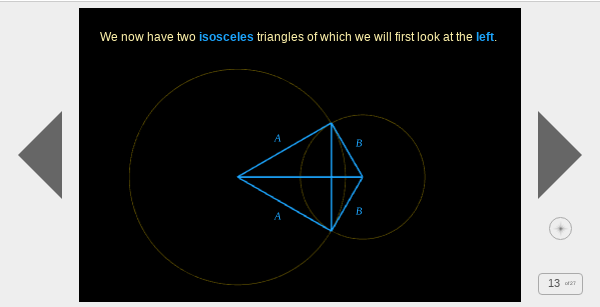 We now have two isosceles triangles of which we will first look at the left.
A
B
A
B
13 of 27